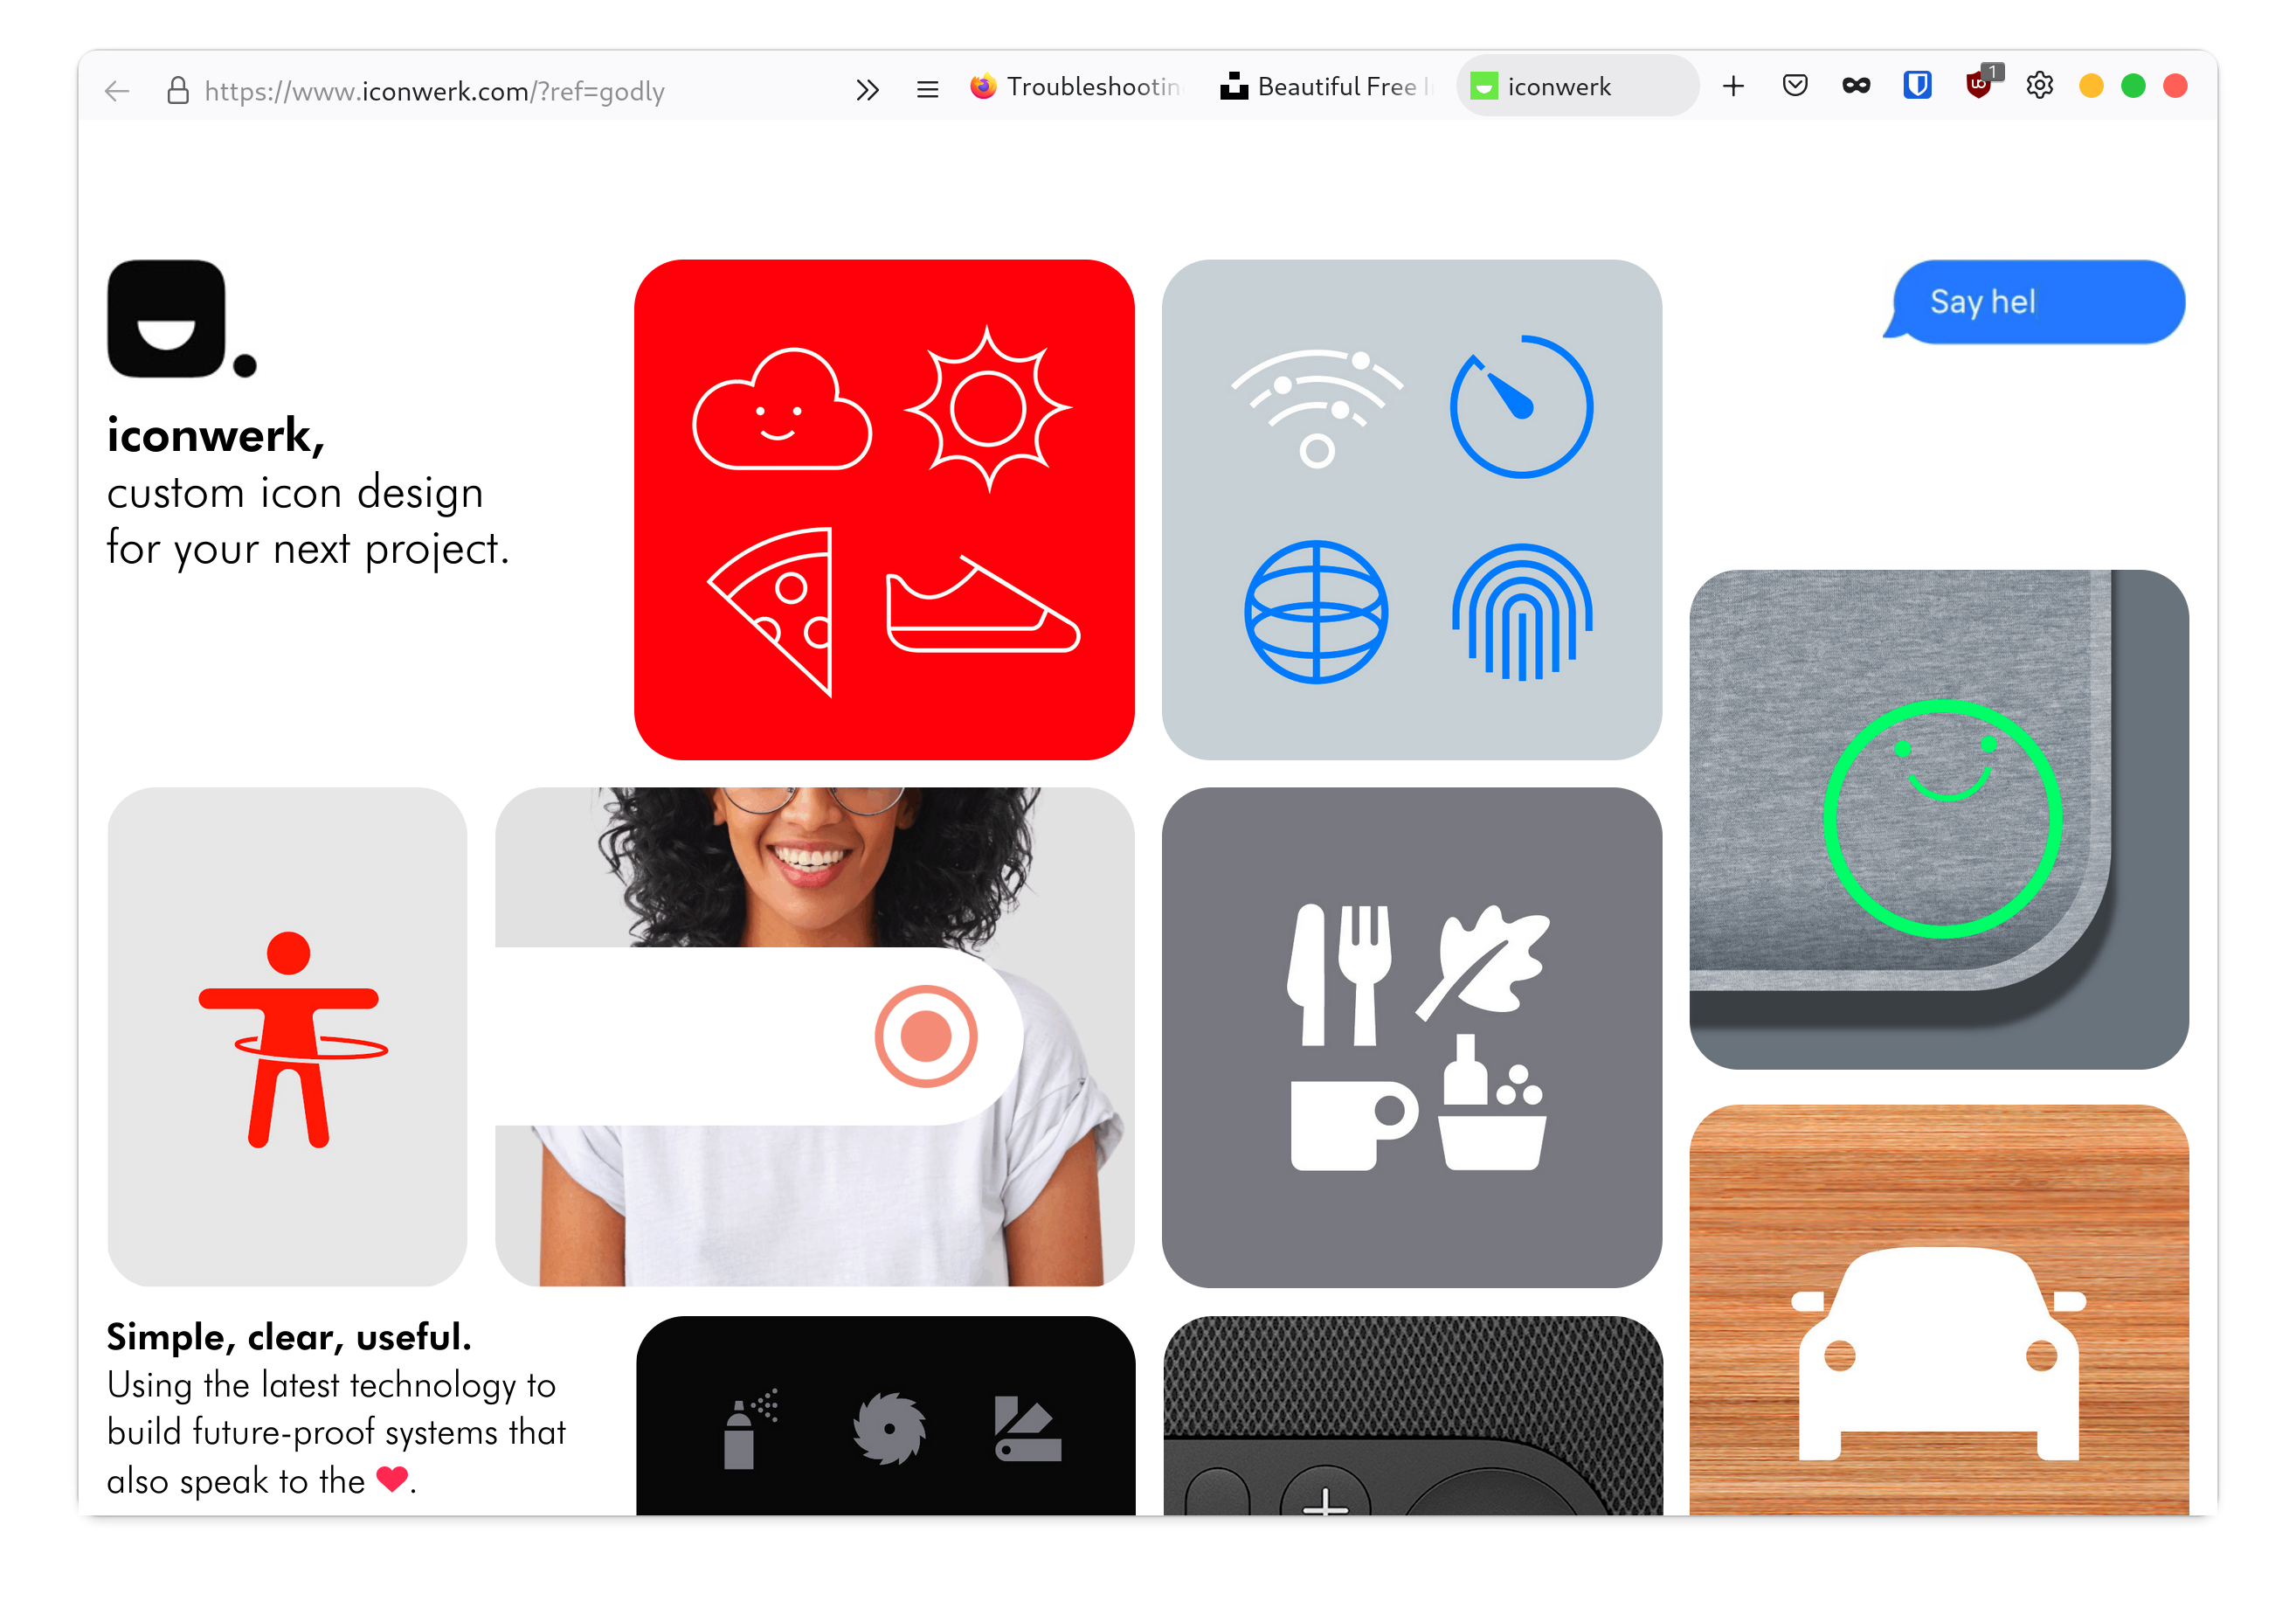 https://www.iconwerk.com/?ref=godly
Troubleshootin
Beautiful Free
iconwerk
1
Say hel
iconwerk,
custom icon design
for your next project.
Simple, clear, useful.
Using the latest technology to
build future-proof systems that
also speak to the ❤.